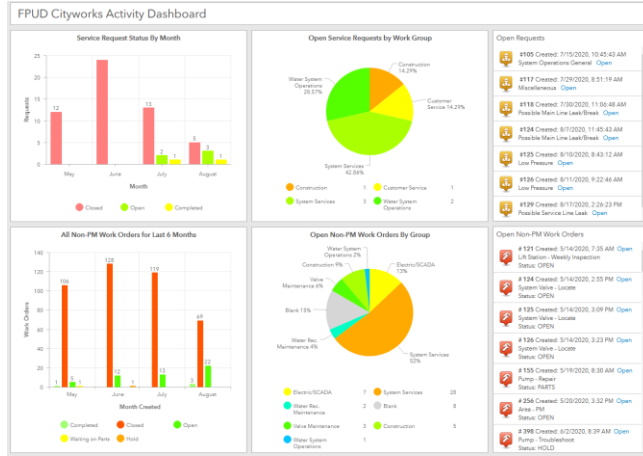 FPUD Cityworks Activity Dashboard
Service Request Status By Month
25
20
15
10
5
0
Requests
12
24
13
2
1
5
3
1
May
June
July
August
Month
Closed
Open
Completed
Open Service Requests by Work Group
Construction
14.29%
Customer
Service 14.29%
System Services
42.86%
Water System
Operations
28.57%
Construction 1
Customer Service 1
System Services 3
Water System
Operations 2
Open Requests
#105 Created: 7/15/2020, 10:45:43 AM
System Operations General Open
#117 Created: 7/29/2020, 8:51:19 AM
Miscellaneous Open
#118 Created: 7/30/2020, 11:06:48 AM
Possible Main Line Leak/Break Open
#124 Created: 8/7/2020, 11:45:43 AM
Possible Main Line Leak/Break Open
#125 Created: 8/10/2020, 8:43:12 AM
Low Pressure Open
#126 Created: 8/11/2020, 9:22:46 AM
Low Pressure Open
#129 Created: 8/17/2020, 2:26:23 PM
Possible Service Line Leak Open
All Non-PM Work Orders for Last 6 Months
140
120
100
80
60
40
20
0
Work Orders
1
106
5
1
128
12
1
119
13
3
69
22
May
June
July
August
Month Created
Completed
Closed
Open
Waiting on Parts
Hold
Open Non-PM Work Orders By Group
Water System
Operations 2%
Construction 9%
Valve
Maintenance 6%
Blank 15%
Water Rec.
Maintenance 4%
Electric/SCADA
13%
System Services
52%
Electric/SCADA 7
System Services 28
Water Rec.
Maintenance 2
Blank 8
Valve Maintenance 3
Construction 5
Water System
Operations 1
Open Non-PM Work Orders
# 121 Created: 5/14/2020, 7:35 AM Open
Lift Station - Weekly Inspection
Status: OPEN
# 124 Created: 5/14/2020, 2:55 PM Open
System Valve - Locate
Status: OPEN
# 125 Created: 5/14/2020, 3:09 PM Open
System Valve - Locate
Status: OPEN
# 126 Created: 5/14/2020, 3:23 PM Open
System Valve - Locate
Status: OPEN
# 155 Created: 5/19/2020, 8:30 AM Open
Pump - Repair
Status: PARTS
# 256 Created: 5/20/2020, 3:32 PM Open
Area - PM
Status: OPEN
# 398 Created: 6/2/2020, 8:39 AM Open
Pump - Troubleshoot
Status: HOLD